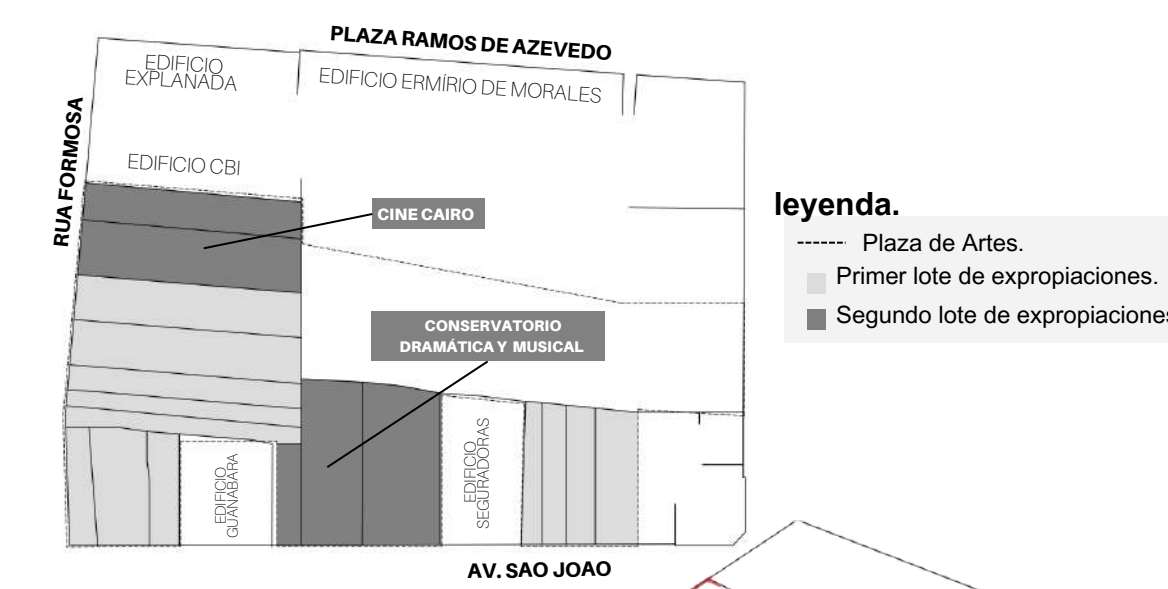 PLAZA RAMOS DE AZEVEDO
EDIFICIO
EXPLANADA
EDIFICIO ERMÍRIO DE MORALES
RUA FORMOSA
EDIFICIO CBI
CINE CAIRO
leyenda.
Plaza de Artes.
Primer lote de expropiaciones.
Segundo lote de expropiaciones
CONSERVATORIO
DRAMÁTICA Y MUSICAL
EDIFICIO
GUANABARA
EDIFICIO
SEGURADORAS
AV. SAO JOAO